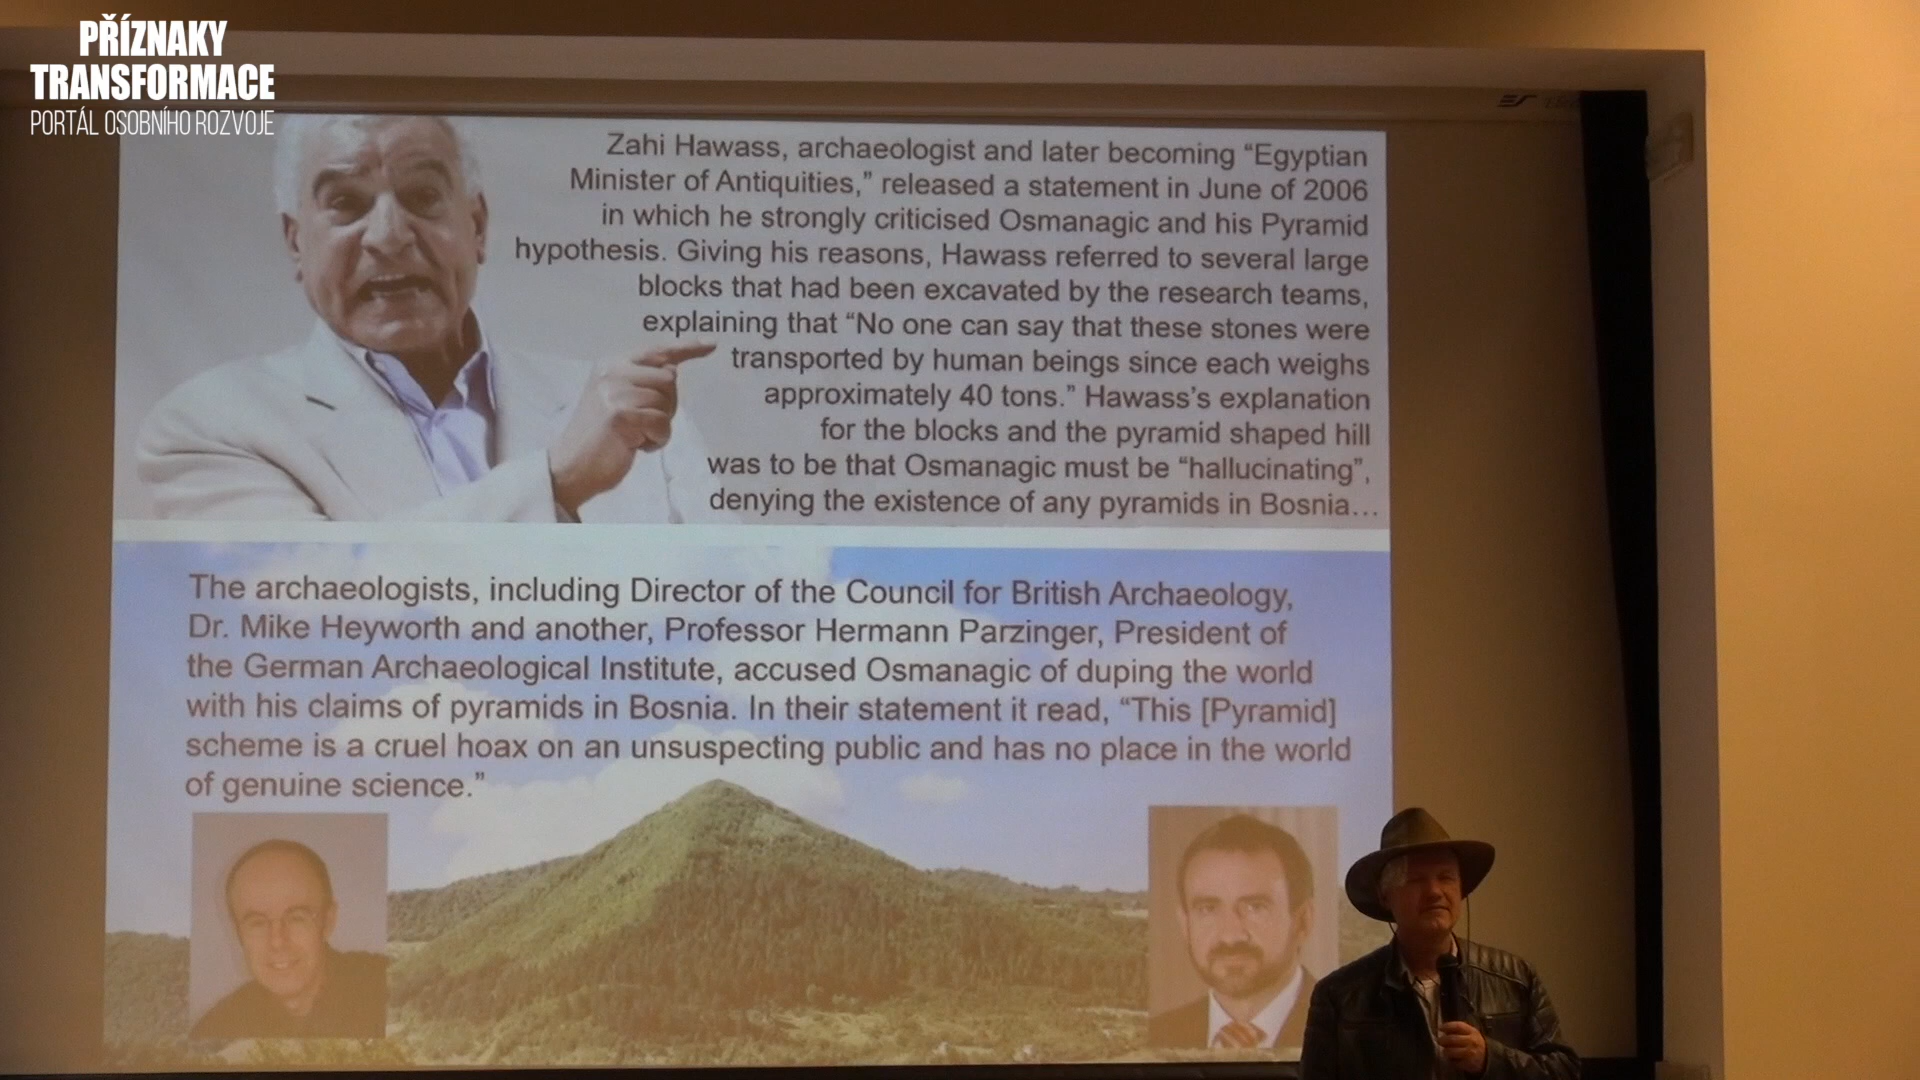 PŘÍZNAKY
TRANSFORMACE
PORTÁL OSOBNÍHO ROZVOJE
Zahi Hawass, archaeologist and later becoming “Egyptian
Minister of Antiquities,” released a statement in June of 2006
in which he strongly criticised Osmanagic and his Pyramid
hypothesis. Giving his reasons, Hawass referred to several large
blocks that had been excavated by the research teams,
explaining that “No one can say that these stones were
transported by human beings since each weighs
approximately 40 tons.” Hawass’s explanation
for the blocks and the pyramid shaped hill
was to be that Osmanagic must be “hallucinating”,
denying the existence of any pyramids in Bosnia…
The archaeologists, including Director of the Council for British Archaeology,
Dr. Mike Heyworth and another, Professor Hermann Parzinger, President of
the German Archaeological Institute, accused Osmanagic of duping the world
with his claims of pyramids in Bosnia. In their statement it read, “This [Pyramid]
scheme is a cruel hoax on an unsuspecting public and has no place in the world
of genuine science.”